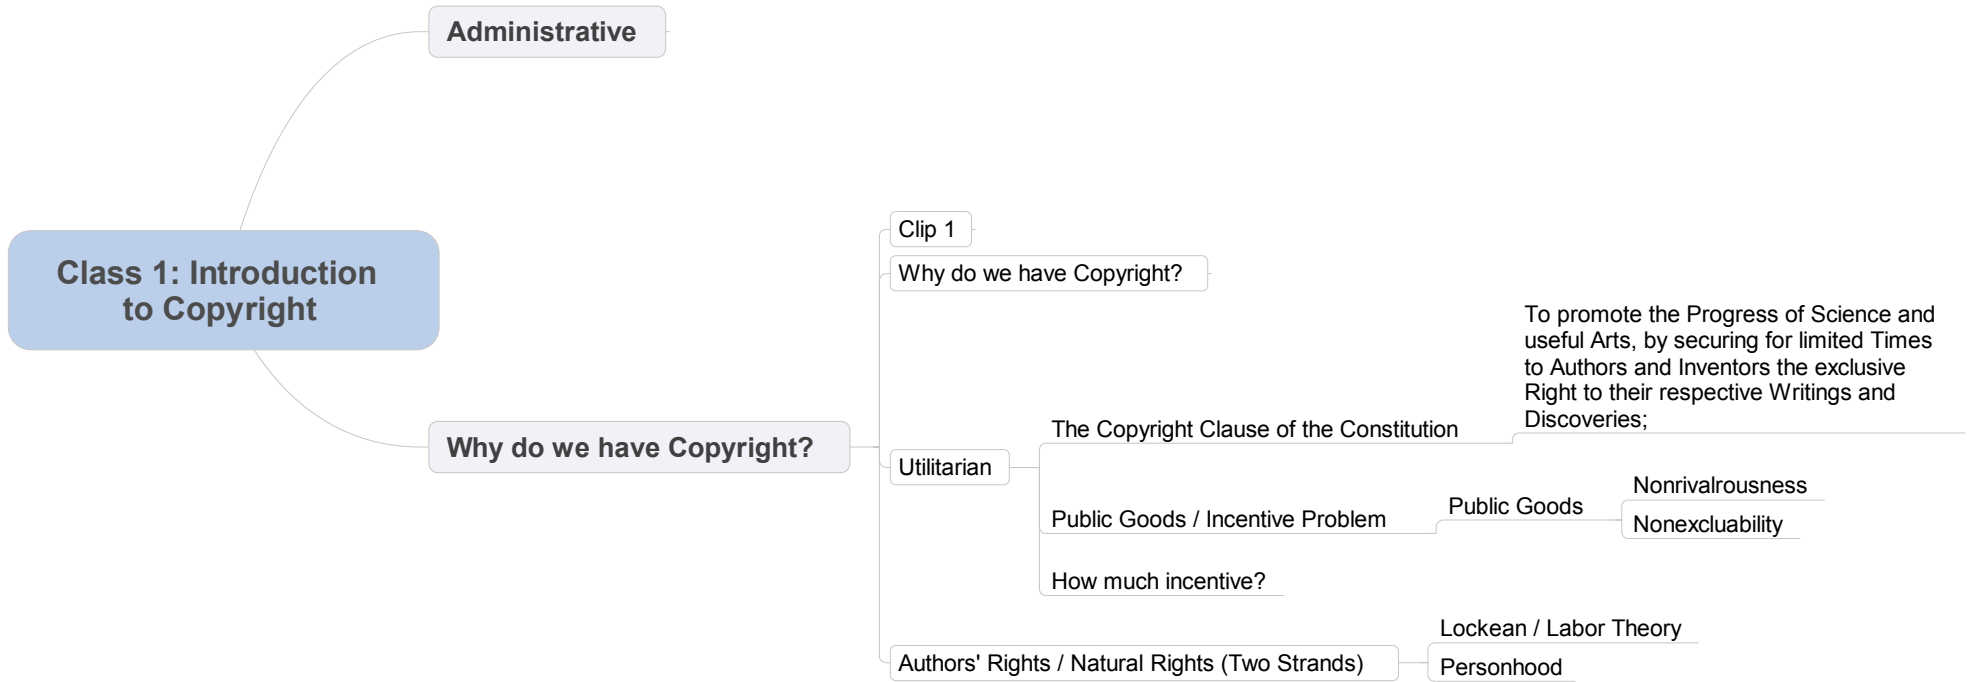 Administrative
Class 1: Introduction
to Copyright
Why do we have Copyright?
Clip 1
Why do we have Copyright?
Utilitarian
The Copyright Clause of the Constitution
To promote the Progress of Science and
useful Arts, by securing for limited Times
to Authors and Inventors the exclusive
Right to their respective Writings and
Discoveries;
Public Goods / Incentive Problem
Public Goods
Nonrivalrousness
Nonexcluability
How much incentive?
Authors' Rights / Natural Rights (Two Strands)
Lockean / Labor Theory
Personhood